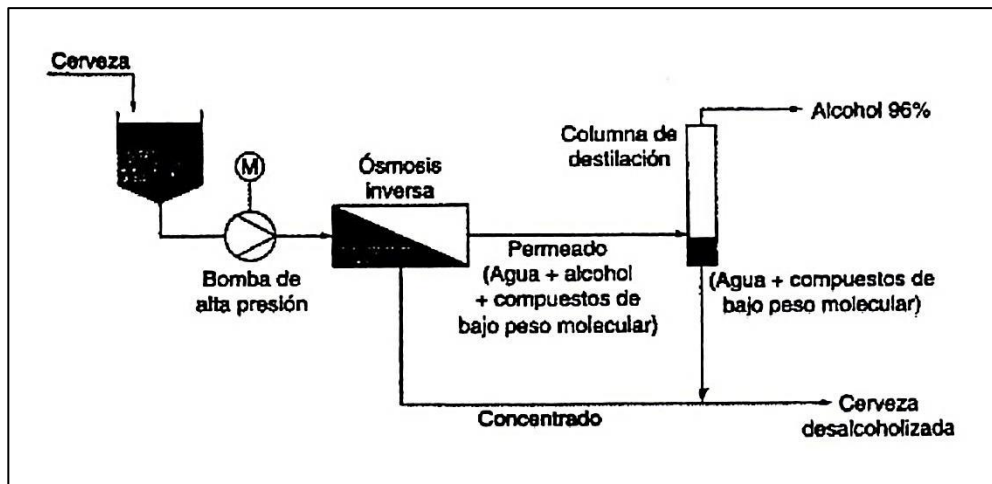 Cerveza
Alcohol 96%
Columna de
destilación
M
Ósmosis
inversa
Permeado
(Agua + alcohol
+ compuestos de
bajo peso molecular)
(Agua + compuestos de
bajo peso molecular)
Bomba de
alta presión
Concentrado
Cerveza
desalcoholizada